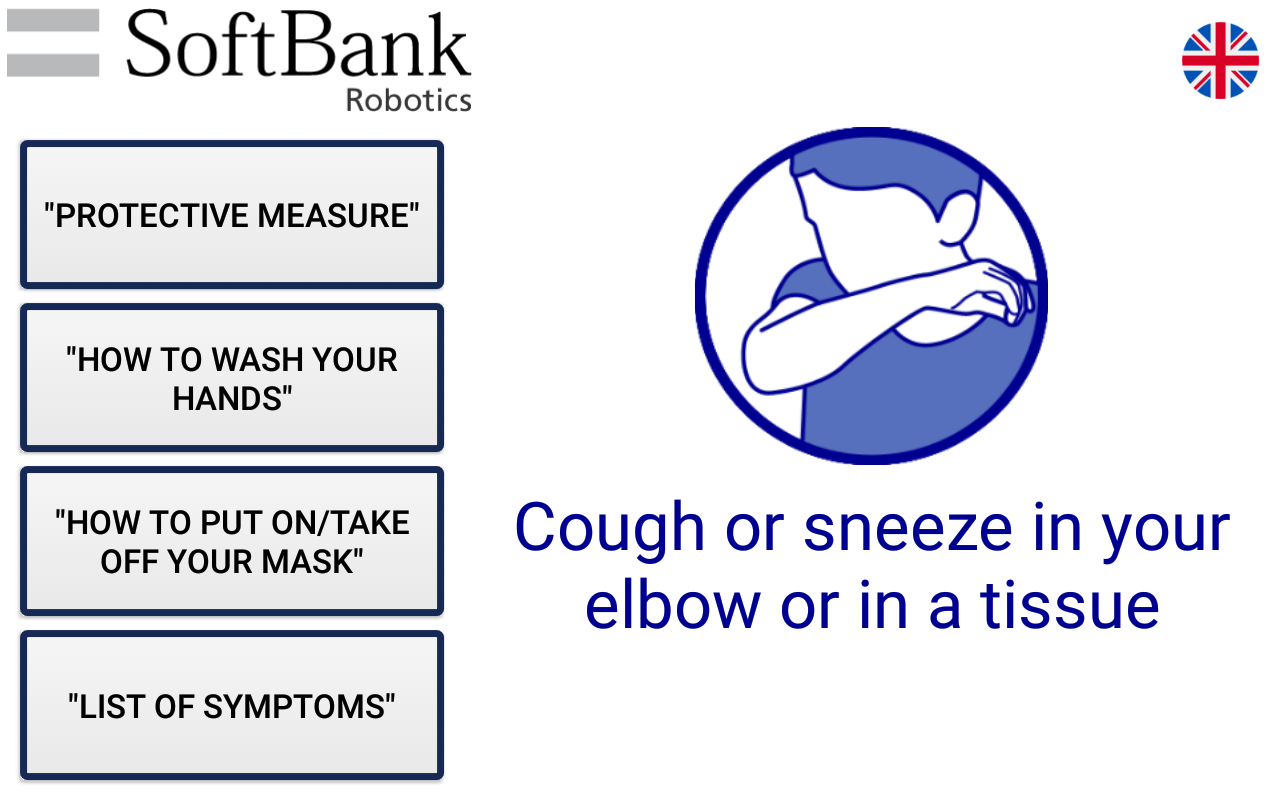 SoftBank
Robotics
"PROTECTIVE MEASURE"
"HOW TO WASH YOUR
HANDS"
"HOW TO PUT ON/TAKE
OFF YOUR MASK"
"LIST OF SYMPTOMS"
Cough or sneeze in your
elbow or in a tissue